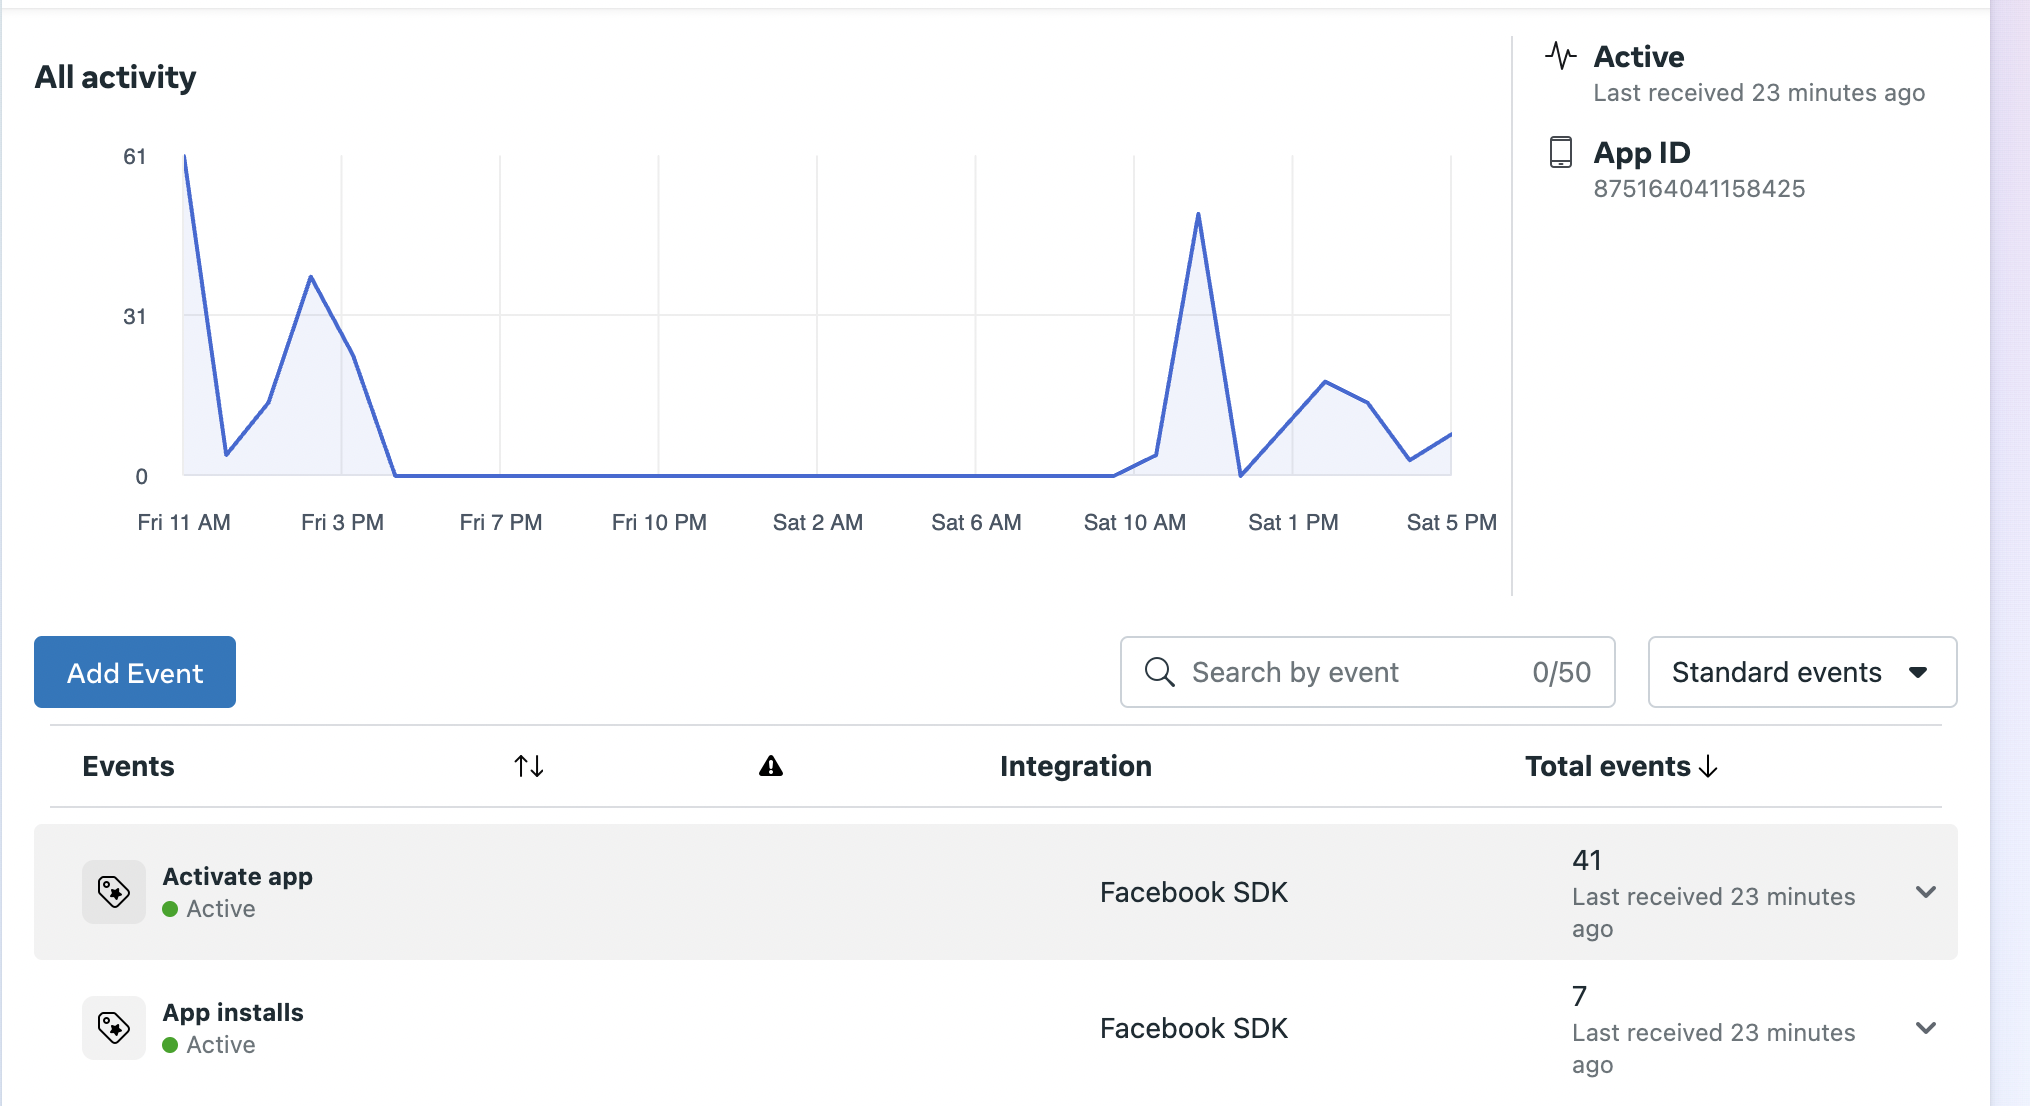 All activity
61
31
0
Fri 11 AM
Fri 3 PM
Fri 7 PM
Fri 10 PM
Sat 2 AM
Sat 6 AM
Sat 10 AM
Sat 1 PM
Sat 5 PM
Active
Last received 23 minutes ago
App ID
875164041158425
Add Event
Search by event 0/50
Standard events
Events Integration Total events
Activate app
Active
Facebook SDK
41
Last received 23 minutes
ago
App installs
Active
Facebook SDK
7
Last received 23 minutes
ago